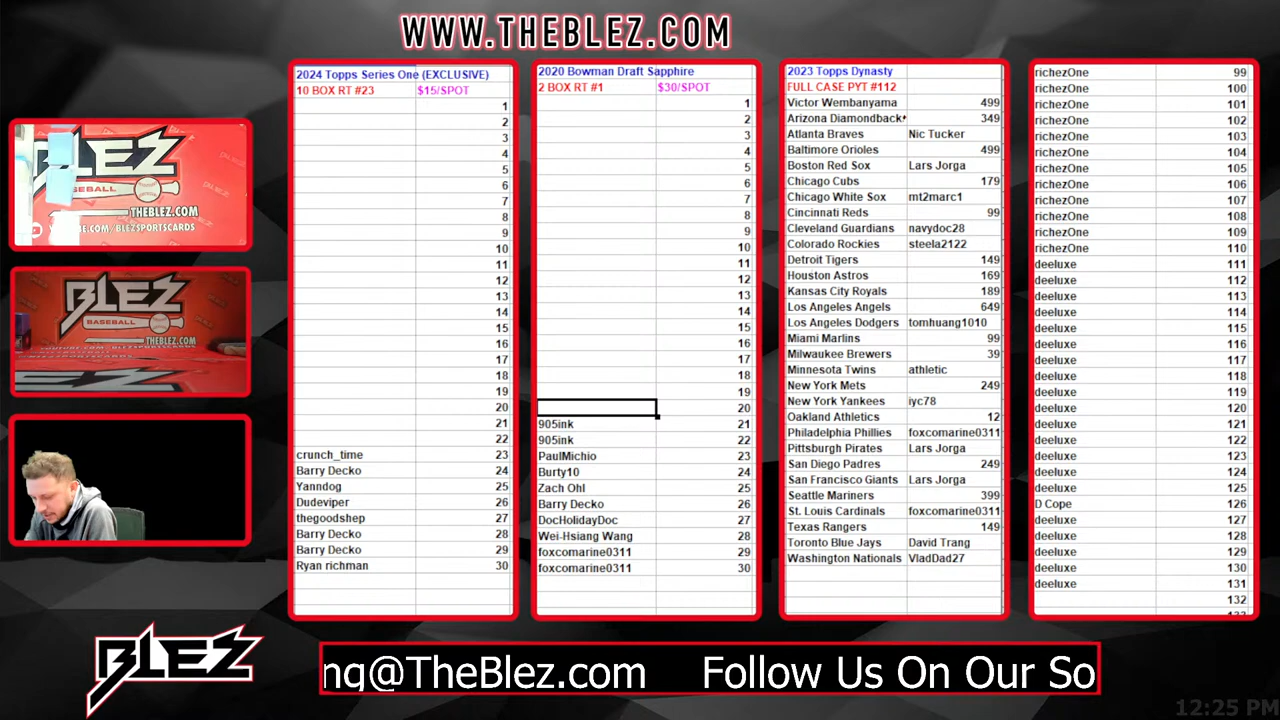 WWW.THEBLEZ.COM
BLEZ
BASEBALL
THEBLEZ.COM
YOUTUBE.COM/BLEZSPORTSCARDS
BLEZ
BASEBALL
THEBLEZ.COM
2024 Topps Series One (EXCLUSIVE)
10 BOX RT #23 $15/SPOT
1
2
3
4
5
6
7
8
9
10
11
12
13
14
15
16
17
18
19
20
21
22
crunch_time 23
Barry Decko 24
Yanndog 25
Dudeviper 26
thegoodshep 27
Barry Decko 28
Barry Decko 29
Ryan richman 30
2020 Bowman Draft Sapphire
2 BOX RT #1 $30/SPOT
1
2
3
4
5
6
7
8
9
10
11
12
13
14
15
16
17
18
19
20
905ink 21
905ink 22
PaulMichio 23
Burty10 24
Zach Ohl 25
Barry Decko 26
DocHolidayDoc 27
Wei-Hsiang Wang 28
foxcomarine0311 29
foxcomarine0311 30
2023 Topps Dynasty
FULL CASE PYT #112
Victor Wembanyama 499
Arizona Diamondback 349
Atlanta Braves Nic Tucker
Baltimore Orioles 499
Boston Red Sox Lars Jorga
Chicago Cubs 179
Chicago White Sox mt2marc1
Cincinnati Reds 99
Cleveland Guardians navydoc28
Colorado Rockies steela2122
Detroit Tigers 149
Houston Astros 169
Kansas City Royals 189
Los Angeles Angels 649
Los Angeles Dodgers tomhuang1010
Miami Marlins 99
Milwaukee Brewers 39
Minnesota Twins athletic
New York Mets 249
New York Yankees iyc78
Oakland Athletics 12
Philadelphia Phillies foxcomarine0311
Pittsburgh Pirates Lars Jorga
San Diego Padres 249
San Francisco Giants Lars Jorga
Seattle Mariners 399
St. Louis Cardinals foxcomarine0311
Texas Rangers 149
Toronto Blue Jays David Trang
Washington Nationals VladDad27
richezOne 99
richezOne 100
richezOne 101
richezOne 102
richezOne 103
richezOne 104
richezOne 105
richezOne 106
richezOne 107
richezOne 108
richezOne 109
richezOne 110
deeluxe 111
deeluxe 112
deeluxe 113
deeluxe 114
deeluxe 115
deeluxe 116
deeluxe 117
deeluxe 118
deeluxe 119
deeluxe 120
deeluxe 121
deeluxe 122
deeluxe 123
deeluxe 124
deeluxe 125
D Cope 126
deeluxe 127
deeluxe 128
deeluxe 129
deeluxe 130
deeluxe 131
132
BLEZ
ng@TheBlez.com Follow Us On Our So
12:25 PM